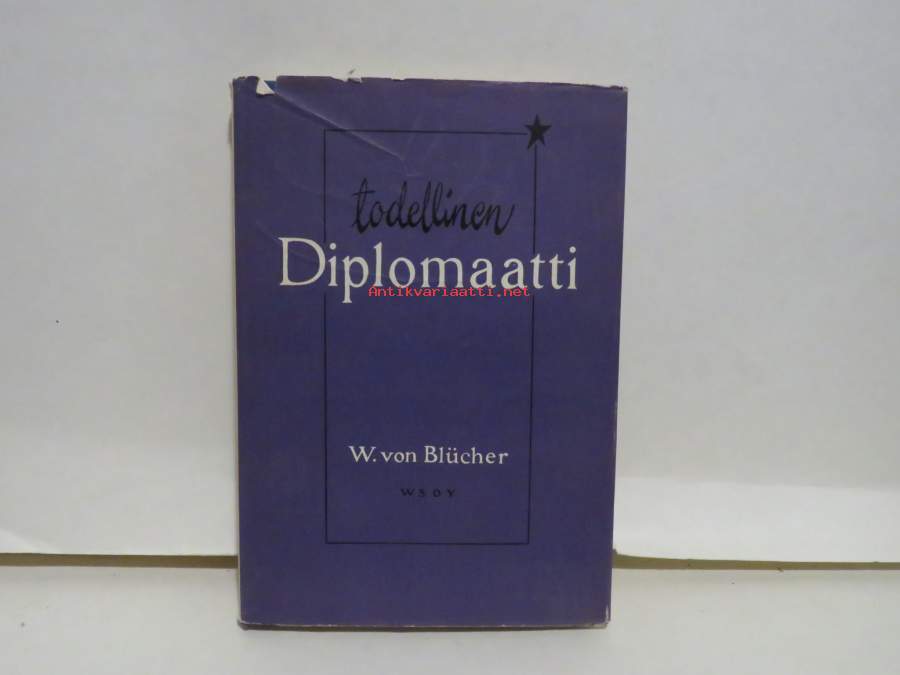 todellinen
Diplomaatti
Antikvariaatti.net
W. von Blücher
WSOY